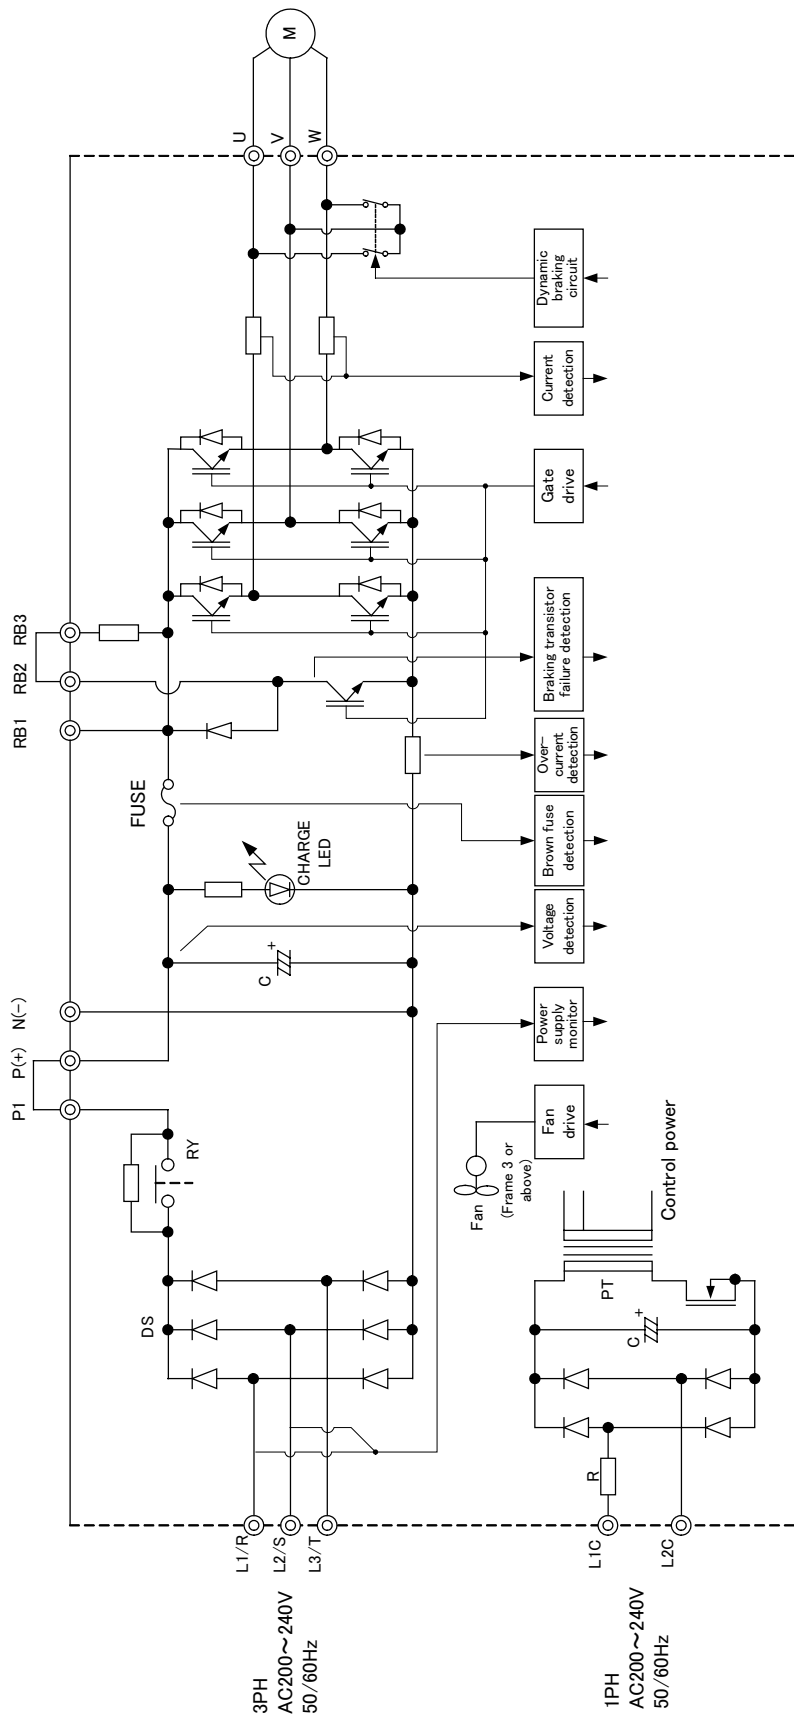 P1
P(+)
N(-)
RB1
RB2
RB3
3PH
AC200～240V
50/60Hz
L1/R
L2/S
L3/T
DS
RY
C
+
CHARGE
LED
FUSE
U
V
W
M
1PH
AC200～240V
50/60Hz
L1C
L2C
R
C
+
PT
Control power
Fan
(Frame 3 or
above)
Fan
drive
Power
supply
monitor
Voltage
detection
Brown fuse
detection
Over-
current
detection
Braking transistor
failure detection
Gate
drive
Current
detection
Dynamic
braking
circuit